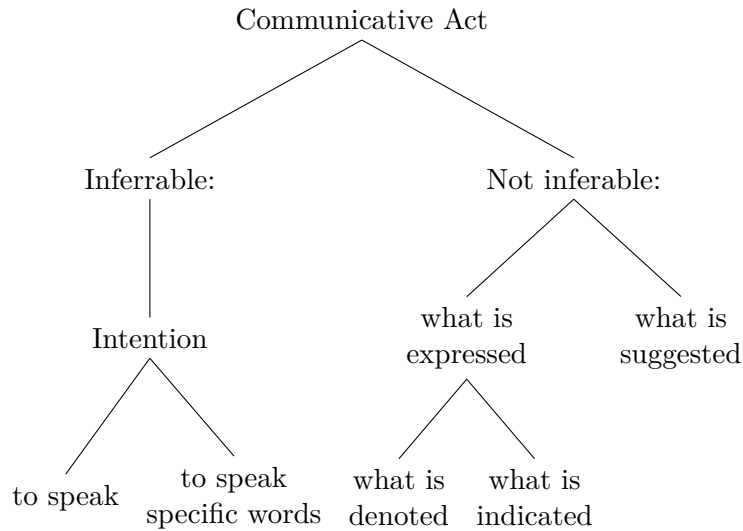 Communicative Act
Inferrable:
Not inferable:
Intention
what is
expressed
what is
suggested
to speak
to speak
specific words
what is
denoted
what is
indicated